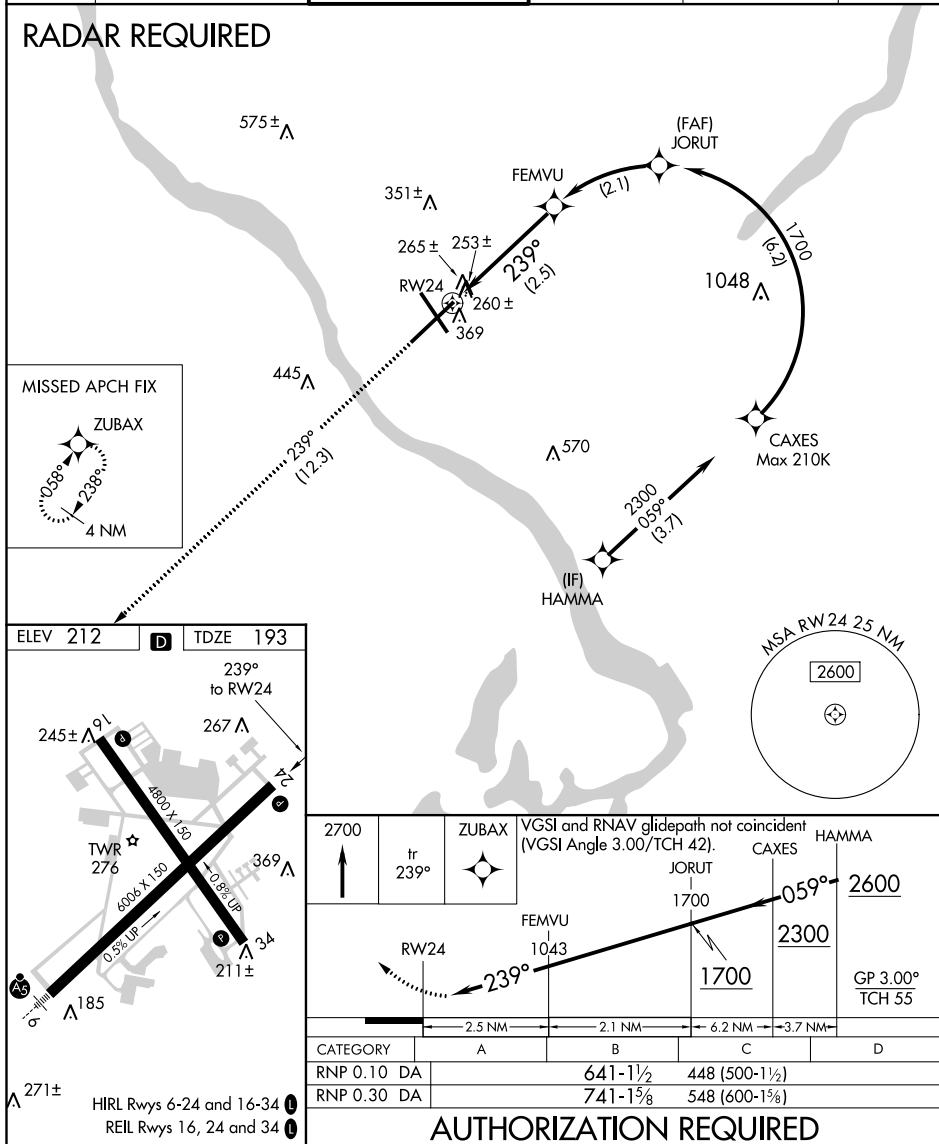 RADAR REQUIRED
575 ±
(FAF)
JORUT
FEMVU
(2.1)
351 ±
1700
(6.2)
265 ± 253 ±
239°
(2.5)
1048
RW24
260 ±
369
MISSED APCH FIX
ZUBAX
058°
238°
4 NM
445
239°
(12.3)
570
CAXES
Max 210K
2300
059°
(3.7)
(IF)
HAMMA
MSA RW 24 25 NM
2600
ELEV 212 D TDZE 193
239°
to RW24
245 ±
16
P
267
24
P
4800 X 150
TWR
276
369
6006 X 150
0.8% UP
0.5% UP
P
34
211 ±
A5
6
185
271 ±
HIRL Rwys 6-24 and 16-34 L
REIL Rwys 16, 24 and 34 L
2700
tr
239°
ZUBAX
VGSI and RNAV glidepath not coincident
(VGSI Angle 3.00/TCH 42).
HAMMA
CAXES
JORUT
1700
059°
2600
FEMVU
1043
2300
RW24
239°
1700
GP 3.00°
TCH 55
2.5 NM 2.1 NM 6.2 NM 3.7 NM
CATEGORY A B C D
RNP 0.10 DA 641-1½ 448 (500-1½)
RNP 0.30 DA 741-1⅝ 548 (600-1⅝)
AUTHORIZATION REQUIRED